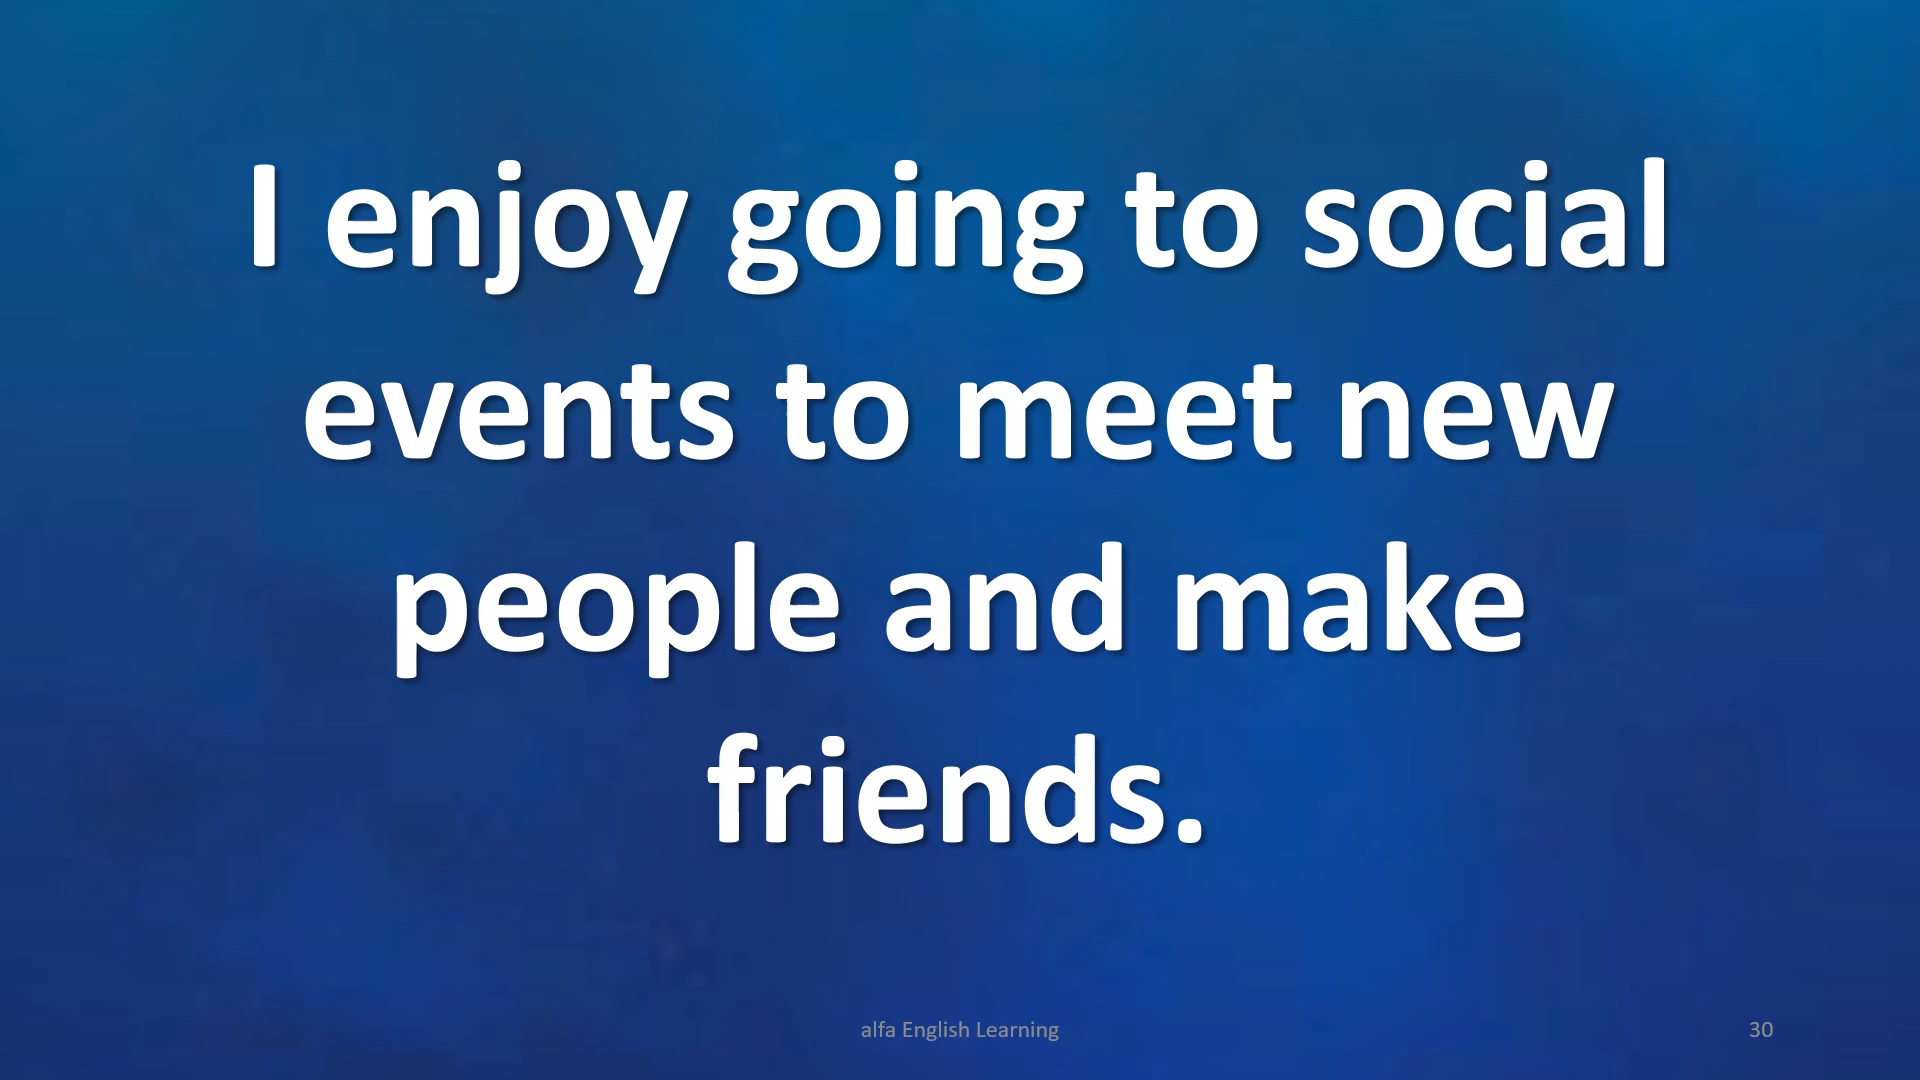 I enjoy going to social
events to meet new
people and make
friends.
alfa English Learning
30